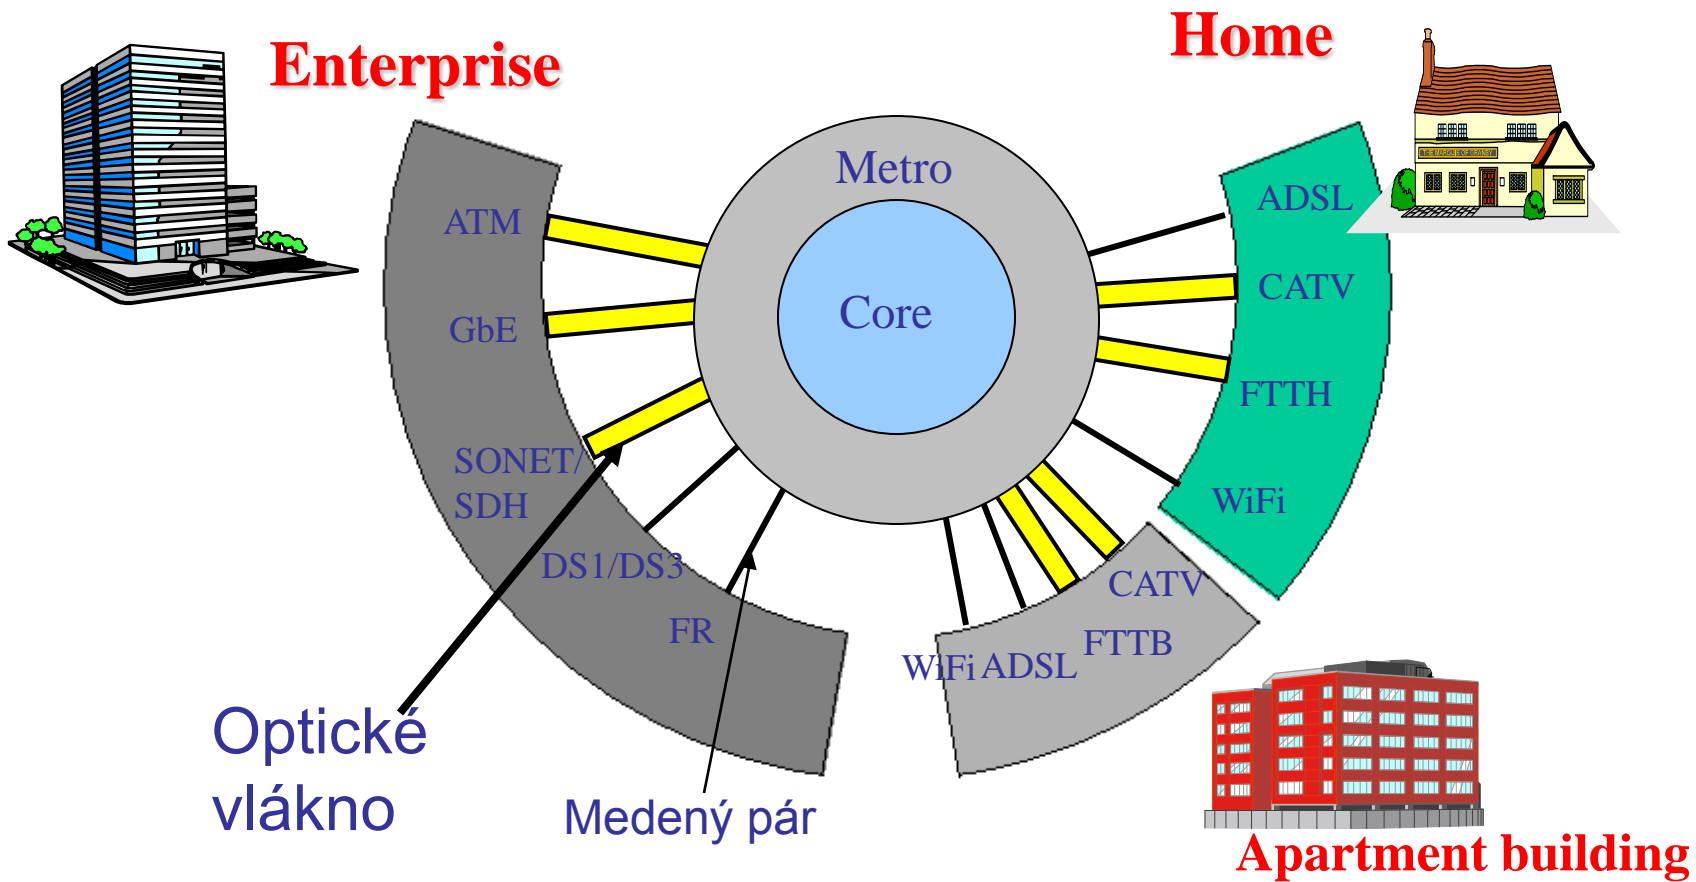 Enterprise
Home
Metro
Core
ATM
GbE
SONET/
SDH
DS1/DS3
FR
ADSL
CATV
FTTH
WiFi
CATV
FTTB
ADSL
WiFi
Optické
vlákno
Medený pár
Apartment building